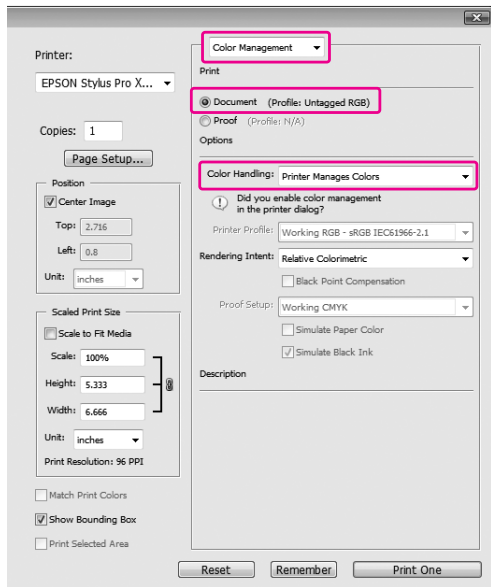 Printer:
EPSON Stylus Pro X...
Copies: 1
Page Setup...
Position
Center Image
Top: 2.716
Left: 0.8
Unit: inches
Scaled Print Size
Scale to Fit Media
Scale: 100%
Height: 5.333
Width: 6.666
Unit: inches
Print Resolution: 96 PPI
Match Print Colors
Show Bounding Box
Print Selected Area
Color Management
Print
Document (Profile: Untagged RGB)
Proof (Profile: N/A)
Options
Color Handling: Printer Manages Colors
Did you enable color management
in the printer dialog?
Printer Profile: Working RGB - sRGB IEC61966-2.1
Rendering Intent: Relative Colorimetric
Black Point Compensation
Proof Setup: Working CMYK
Simulate Paper Color
Simulate Black Ink
Description
Reset Remember Print One